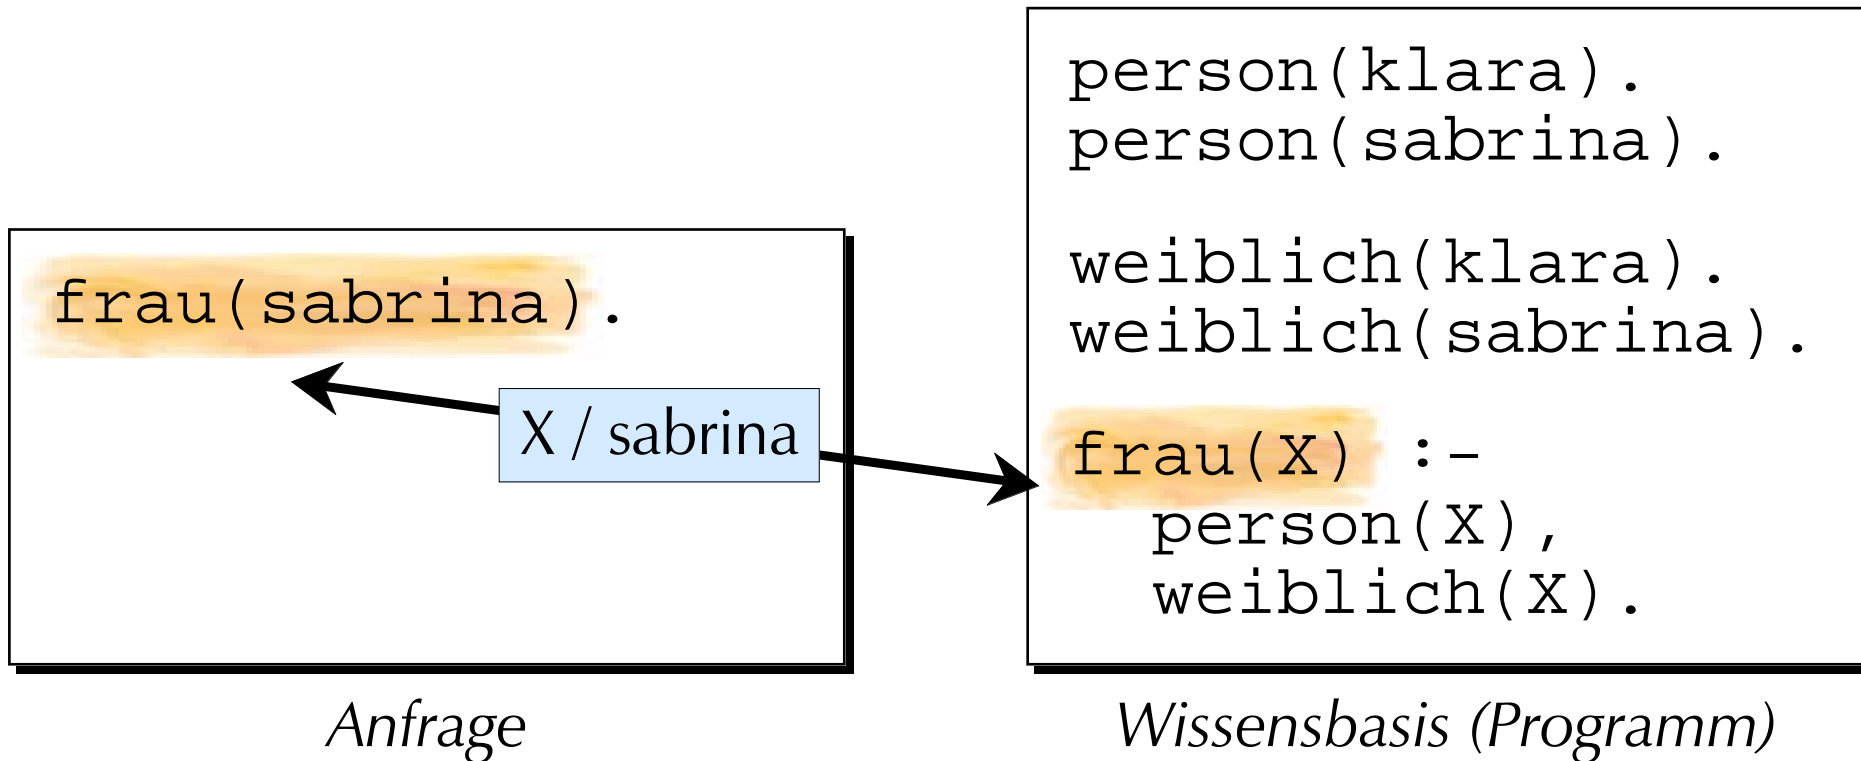 frau(sabrina).
X / sabrina
Anfrage
person(klara).
person(sabrina).
weiblich(klara).
weiblich(sabrina).
frau(X) :-
person(X),
weiblich(X).
Wissensbasis (Programm)